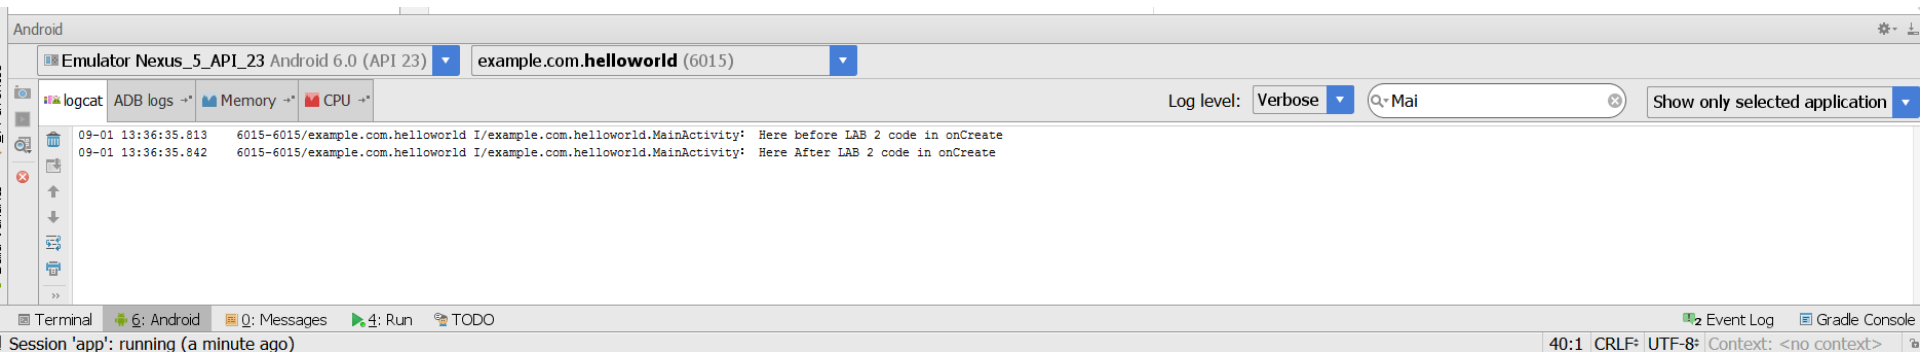 Android
Emulator Nexus_5_API_23 Android 6.0 (API 23)
example.com.helloworld (6015)
logcat
ADB logs
Memory
CPU
Log level:
Verbose
Mai
Show only selected application
09-01 13:36:35.813 6015-6015/example.com.helloworld I/example.com.helloworld.MainActivity: Here before LAB 2 code in onCreate
09-01 13:36:35.842 6015-6015/example.com.helloworld I/example.com.helloworld.MainActivity: Here After LAB 2 code in onCreate
Terminal
6: Android
0: Messages
4: Run
TODO
2 Event Log
Gradle Console
Session 'app': running (a minute ago)
40:1
CRLF
UTF-8
Context: <no context>